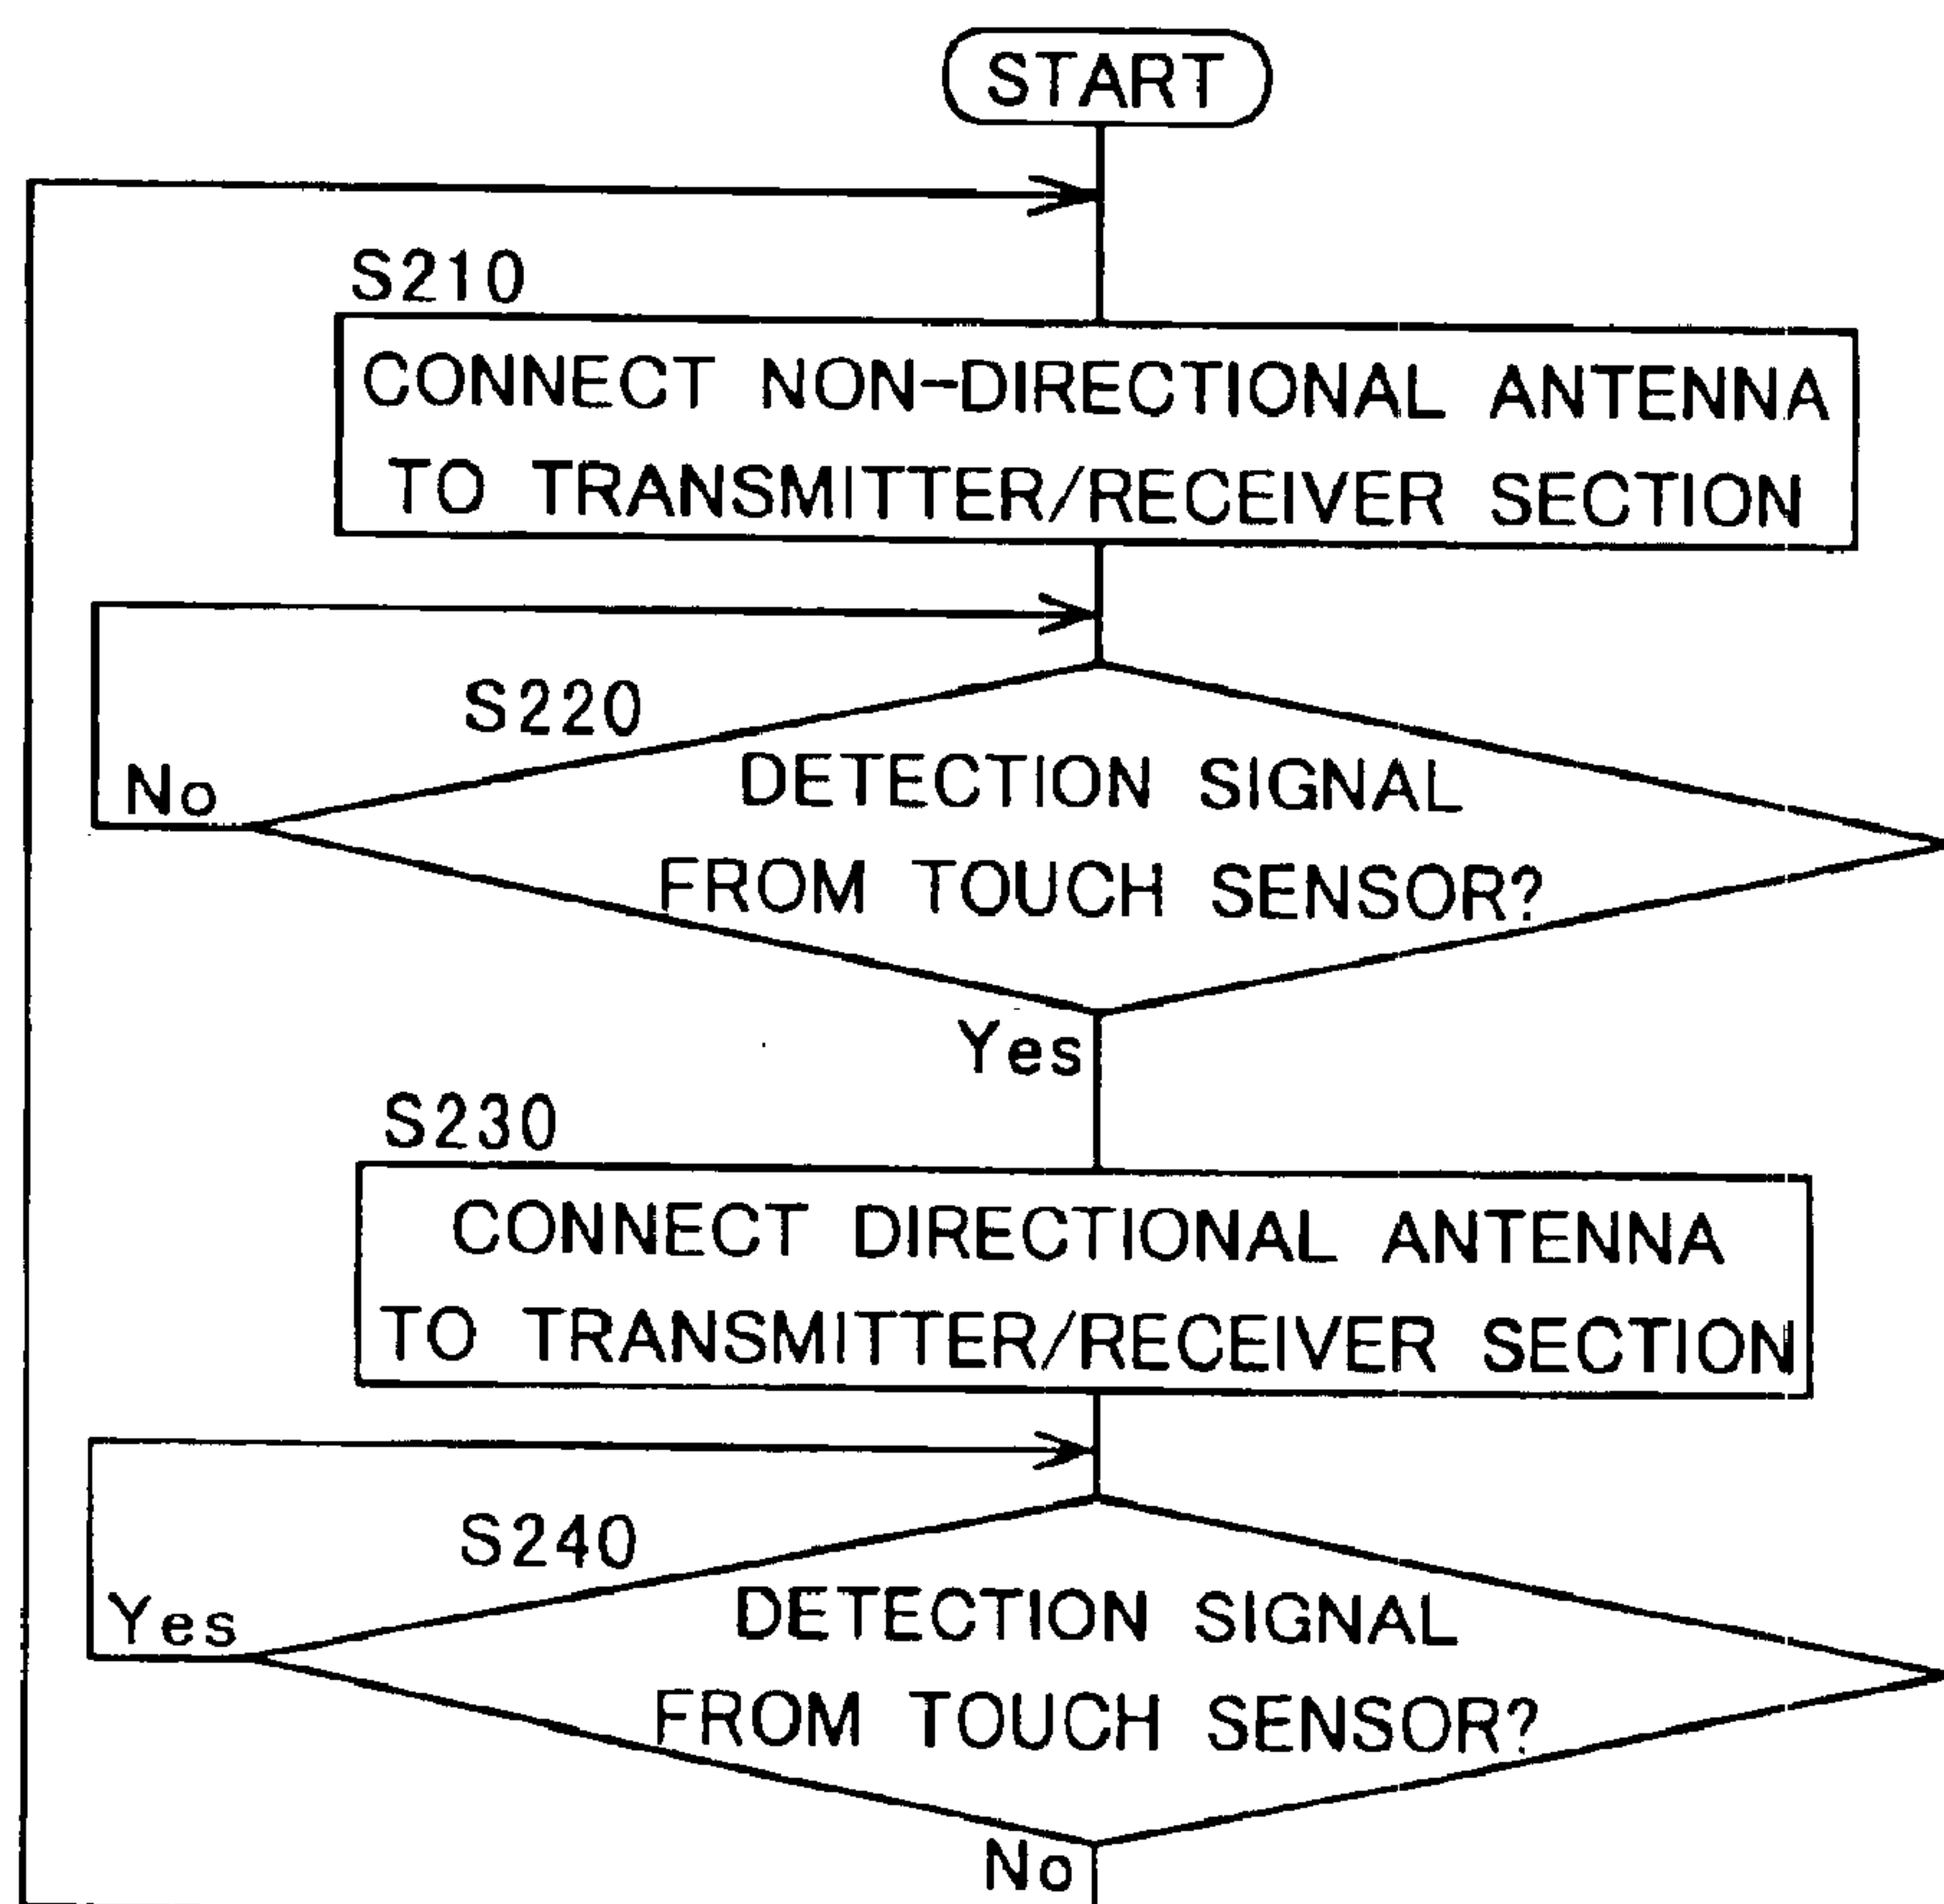 START
S210
CONNECT NON-DIRECTIONAL ANTENNA
TO TRANSMITTER/RECEIVER SECTION
S220
No
DETECTION SIGNAL
FROM TOUCH SENSOR?
Yes
S230
CONNECT DIRECTIONAL ANTENNA
TO TRANSMITTER/RECEIVER SECTION
S240
Yes
DETECTION SIGNAL
FROM TOUCH SENSOR?
No